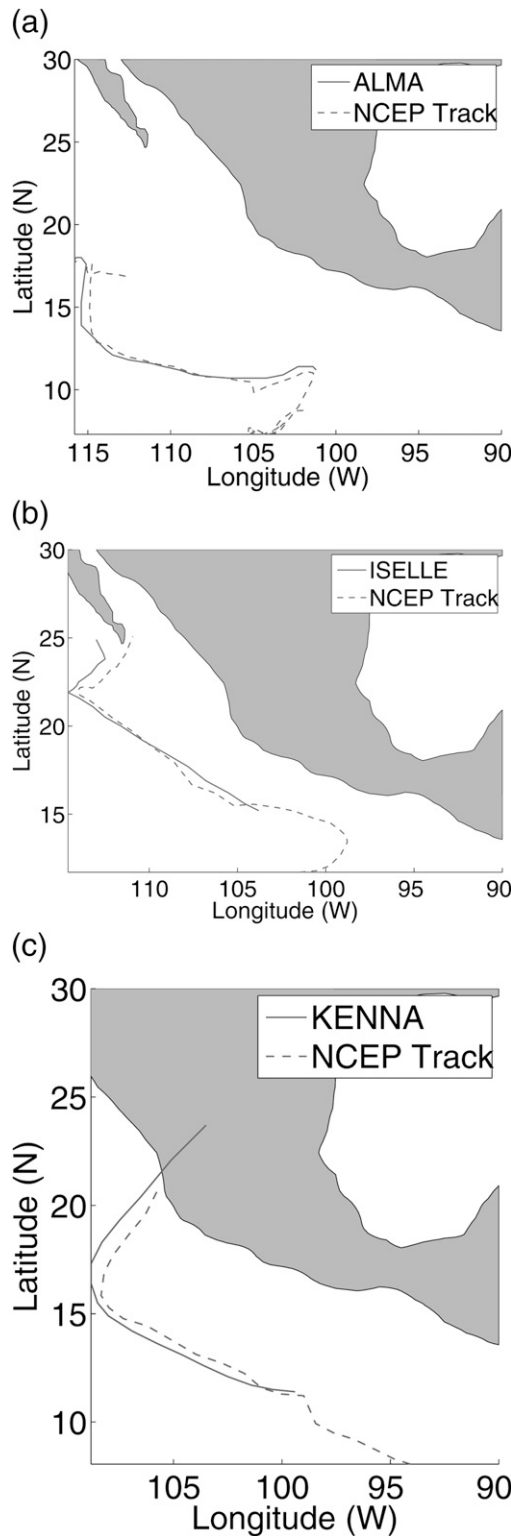 (a)
30
ALMA
NCEP Track
25
Latitude (N)
20
15
10
115 110 105 100 95 90
Longitude (W)
(b)
30
ISELLE
NCEP Track
25
Latitude (N)
20
15
110 105 100 95 90
Longitude (W)
(c)
30
KENNA
NCEP Track
25
Latitude (N)
20
15
10
105 100 95 90
Longitude (W)